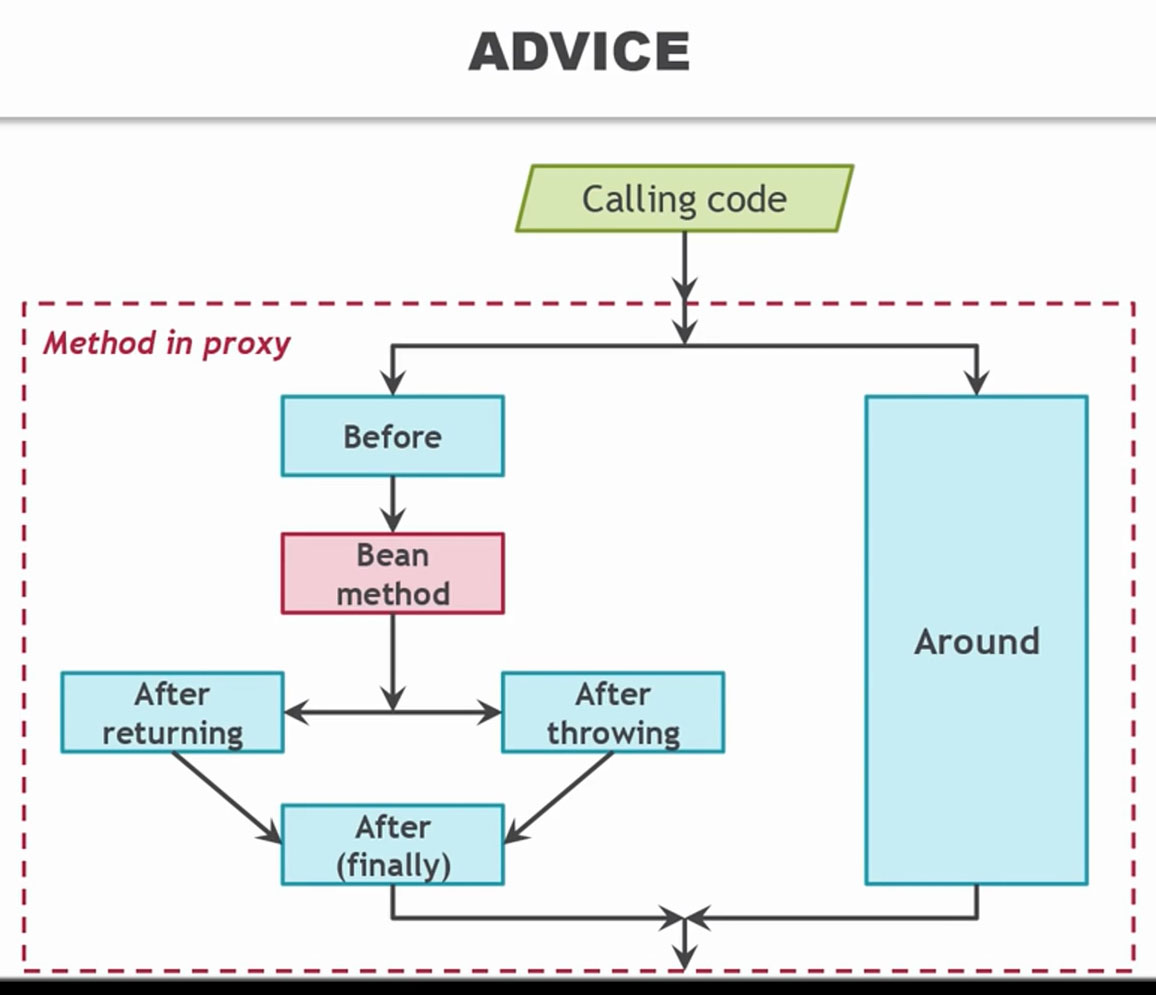 ADVICE
Calling code
Method in proxy
Before
Bean
method
After
returning
After
throwing
After
(finally)
Around